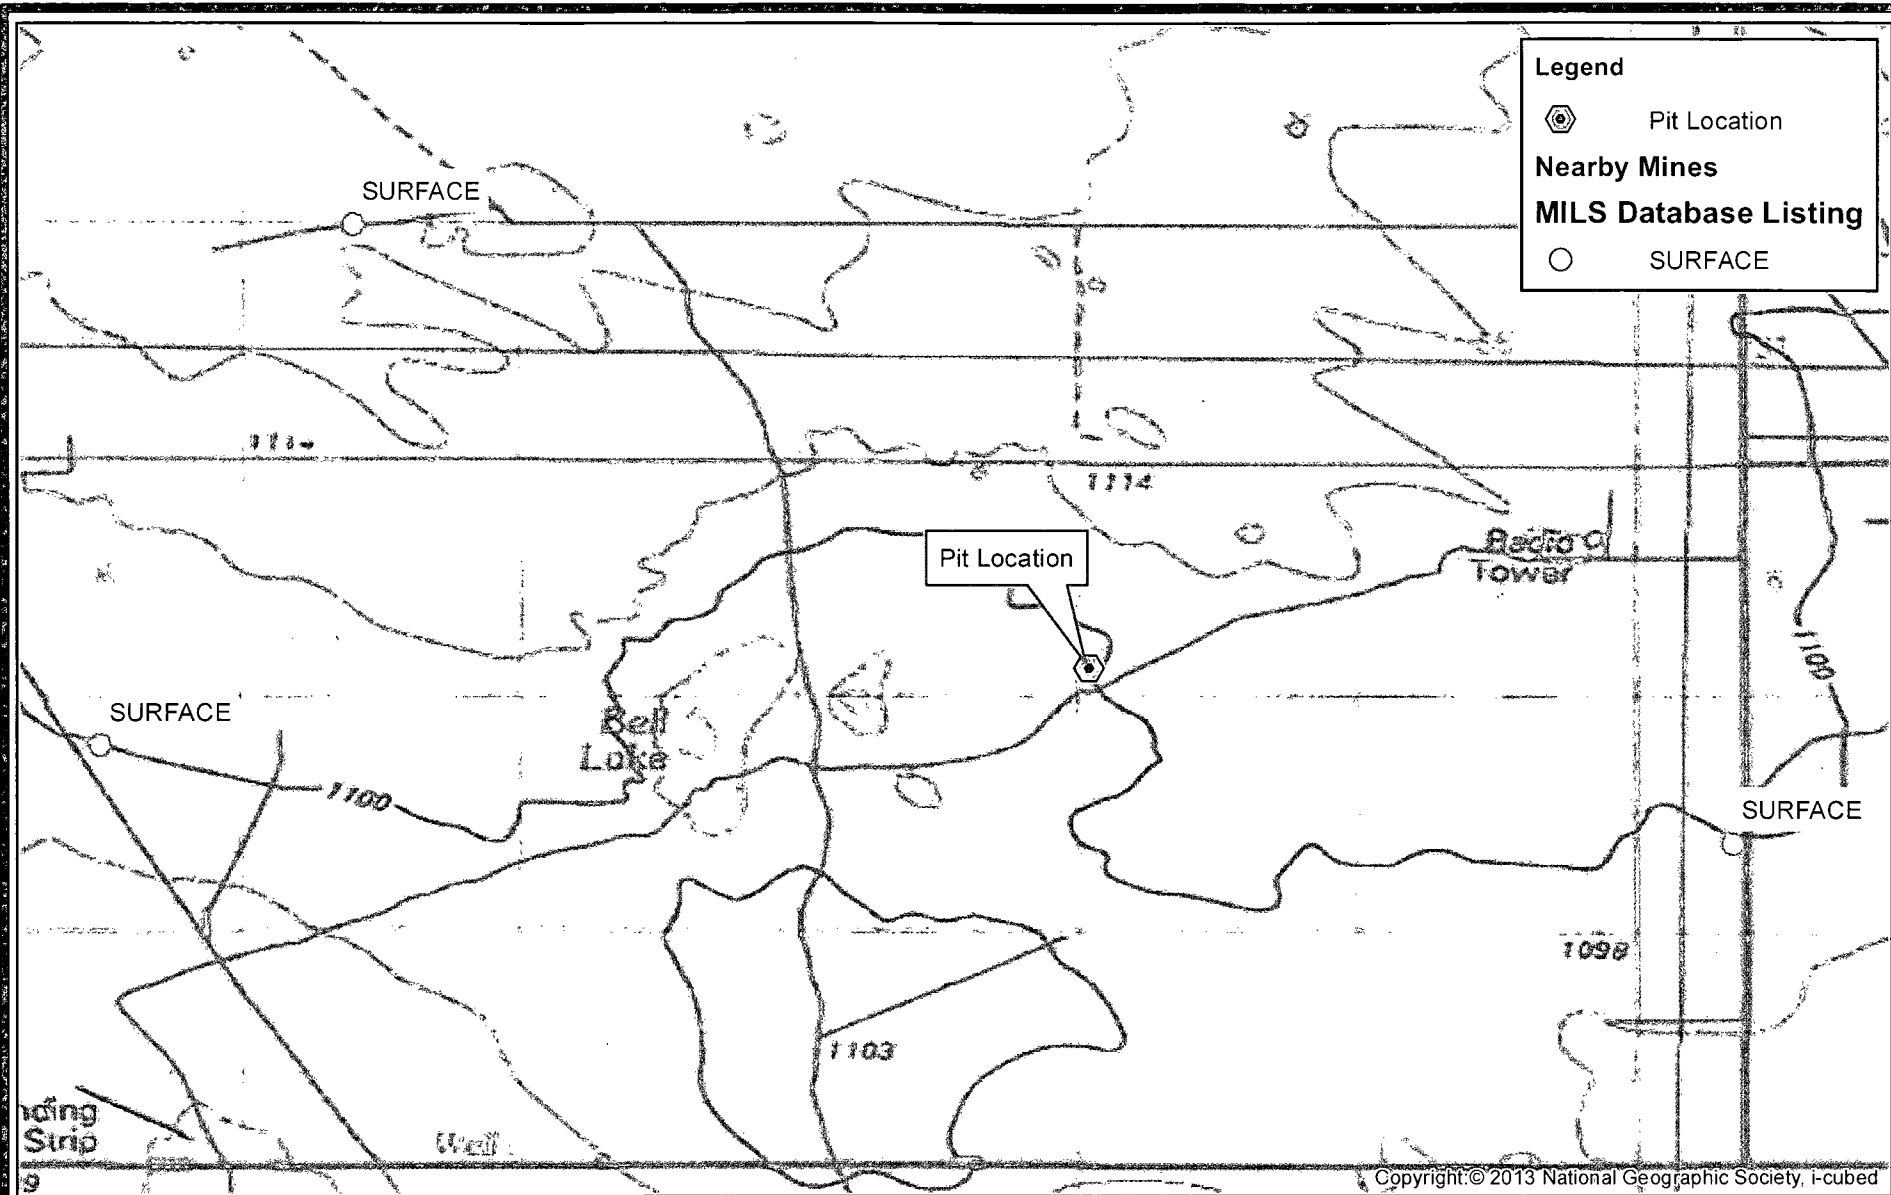 Legend
Pit Location
Nearby Mines
MILS Database Listing
SURFACE
SURFACE
1114
Pit Location
Radio
Tower
1100
SURFACE
Bell
Lake
1100
SURFACE
1098
1103
Strip
Well
Copyright:© 2013 National Geographic Society, i-cubed